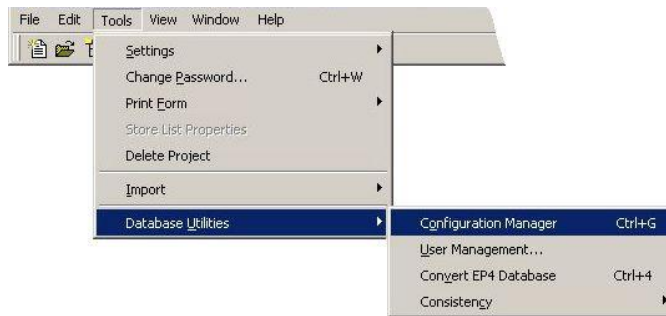 File Edit Tools View Window Help
Settings
Change Password... Ctrl+W
Print Form
Store List Properties
Delete Project
Import
Database Utilities
Configuration Manager Ctrl+G
User Management...
Convert EP4 Database Ctrl+4
Consistency